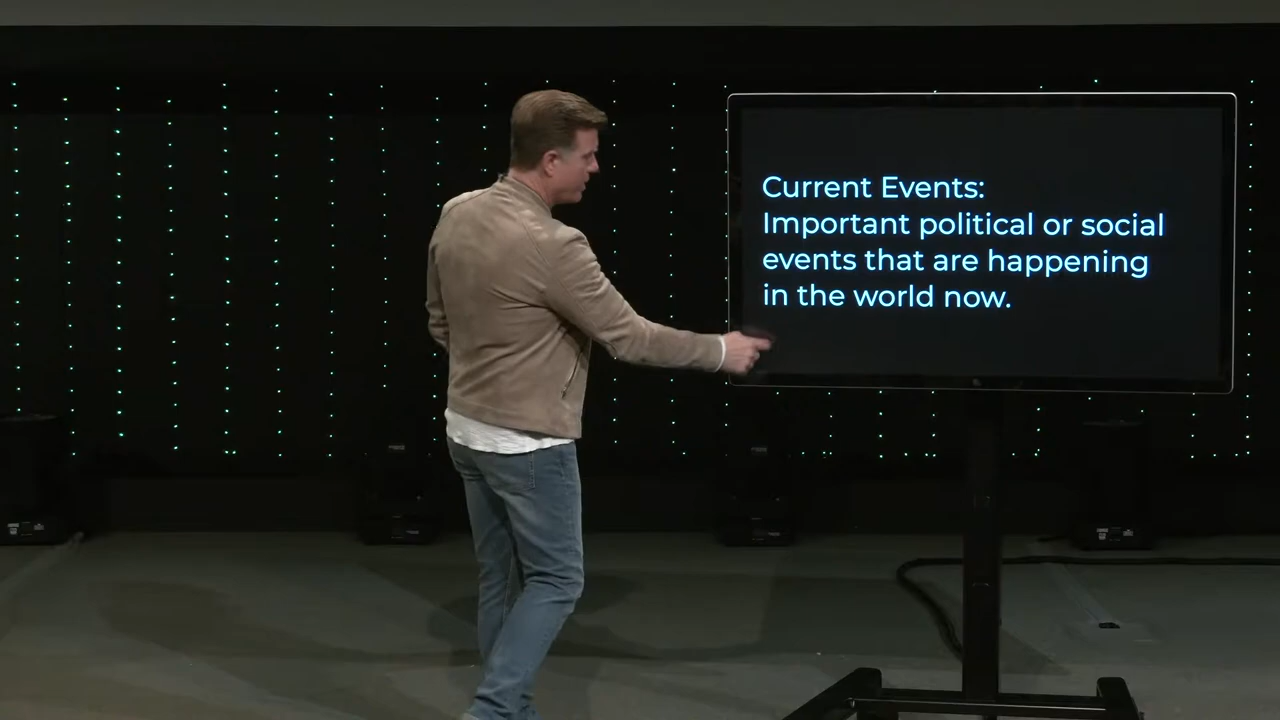 Current Events:
Important political or social
events that are happening
in the world now.